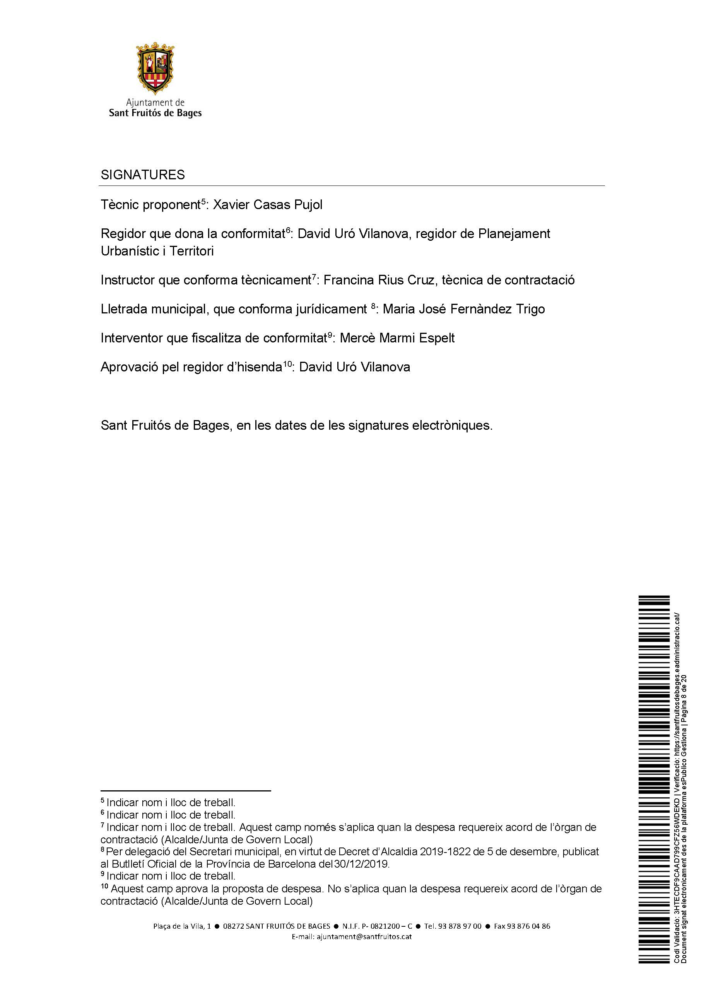 Ajuntament de
Sant Fruitós de Bages
SIGNATURES
Tècnic proponent⁵: Xavier Casas Pujol
Regidor que dona la conformitat⁶: David Uró Vilanova, regidor de Planejament
Urbanístic i Territori
Instructor que conforma tècnicament⁷: Francina Rius Cruz, tècnica de contractació
Lletrada municipal, que conforma jurídicament ⁸: Maria José Fernàndez Trigo
Interventor que fiscalitza de conformitat⁹: Mercè Marmi Espelt
Aprovació pel regidor d’hisenda¹⁰: David Uró Vilanova
Sant Fruitós de Bages, en les dates de les signatures electròniques.
⁵ Indicar nom i lloc de treball.
⁶ Indicar nom i lloc de treball.
⁷ Indicar nom i lloc de treball. Aquest camp només s’aplica quan la despesa requereix acord de l’òrgan de
contractació (Alcalde/Junta de Govern Local)
⁸ Per delegació del Secretari municipal, en virtut de Decret d’Alcaldia 2019-1822 de 5 de desembre, publicat
al Butlletí Oficial de la Província de Barcelona del30/12/2019.
⁹ Indicar nom i lloc de treball.
¹⁰ Aquest camp aprova la proposta de despesa. No s’aplica quan la despesa requereix acord de l’òrgan de
contractació (Alcalde/Junta de Govern Local)
Plaça de la Vila, 1 ● 08272 SANT FRUITÓS DE BAGES ● N.I.F. P- 0821200 – C ● Tel. 93 878 97 00 ● Fax 93 876 04 86
E-mail: ajuntament@santfruitos.cat
Codi Validació: 3HTECDF9CAAD799CFZ56WDEKD | Verificació: https://santfruitosdebages.eadministracio.cat/
Document signat electrònicament des de la plataforma esPublico Gestiona | Pàgina 8 de 20